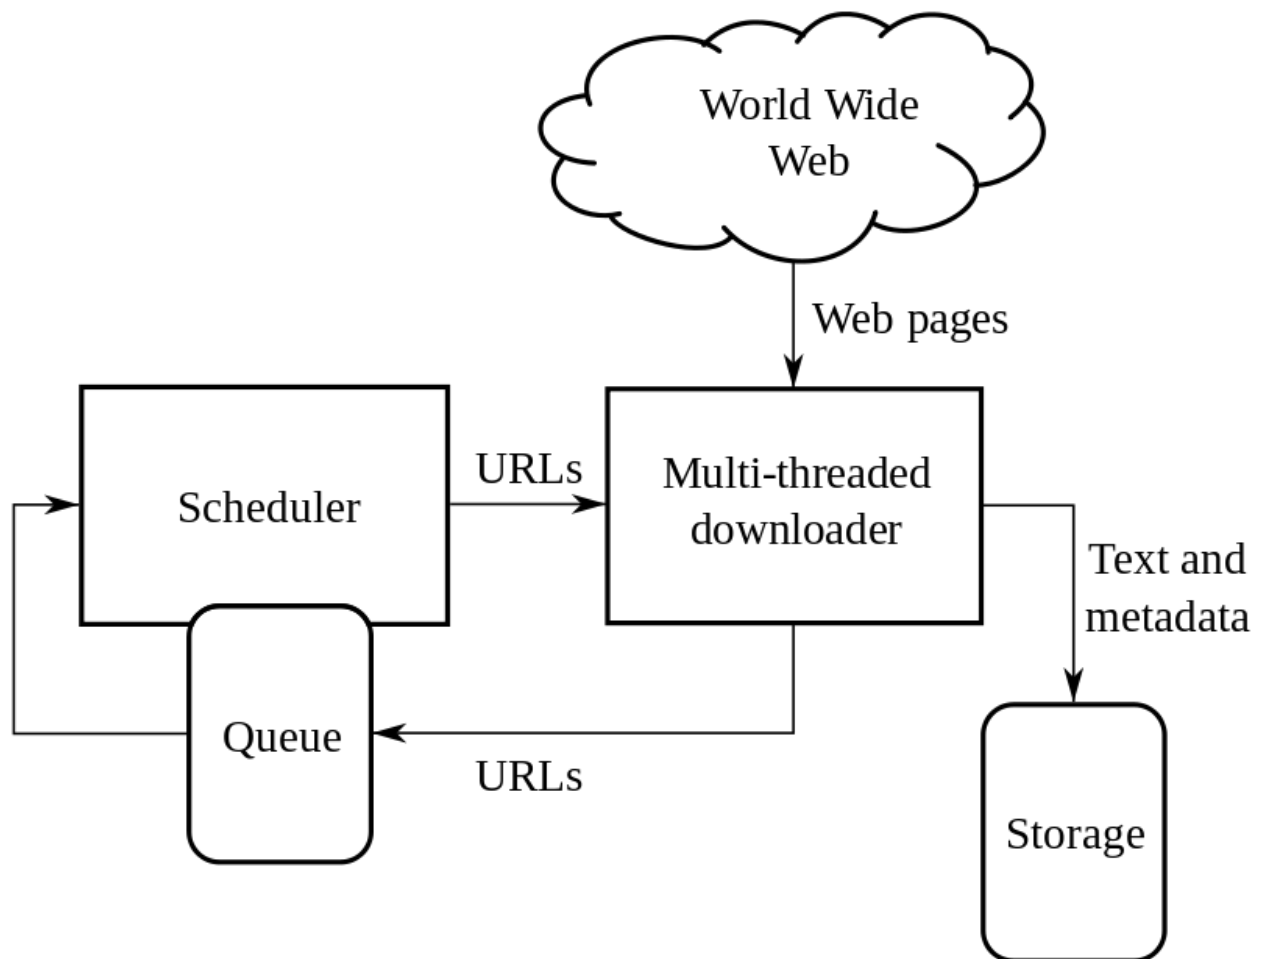 World Wide
Web
Web pages
URLs
Scheduler
Multi-threaded
downloader
Text and
metadata
Queue
URLs
Storage